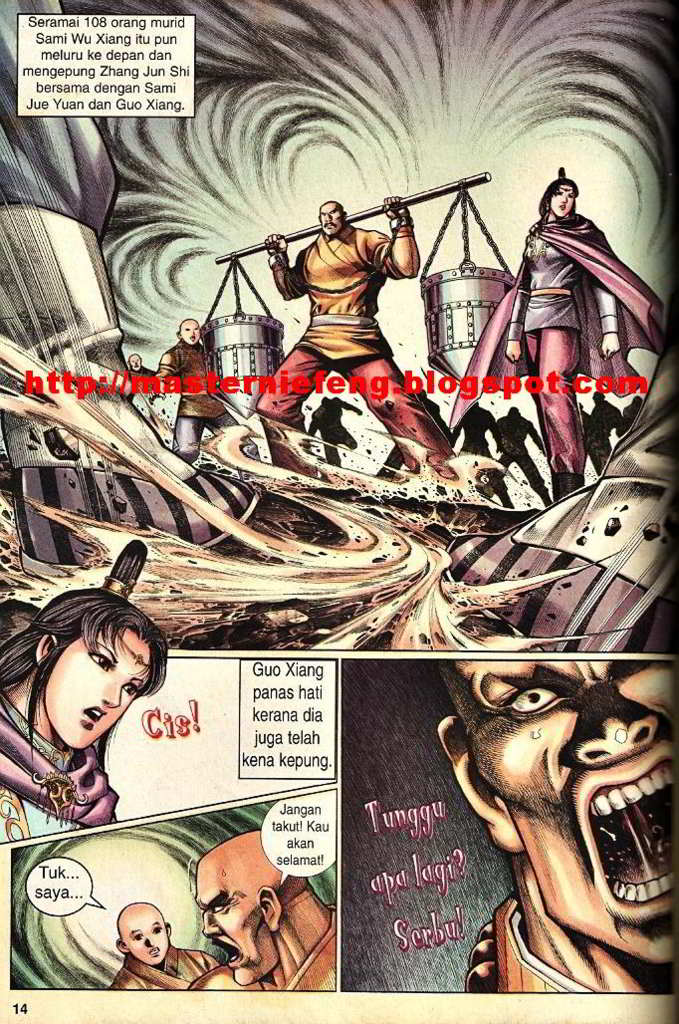 Seramai 108 orang murid
Sami Wu Xiang itu pun
meluru ke depan dan
mengepung Zhang Jun Shi
bersama dengan Sami
Jue Yuan dan Guo Xiang.
http://masterniefeng.blogspot.com
Cis!
Guo Xiang
panas hati
kerana dia
juga telah
kena kepung.
Tuk...
saya...
Jangan
takut! Kau
akan
selamat!
Tunggu
apa lagi?
Serbu!
14